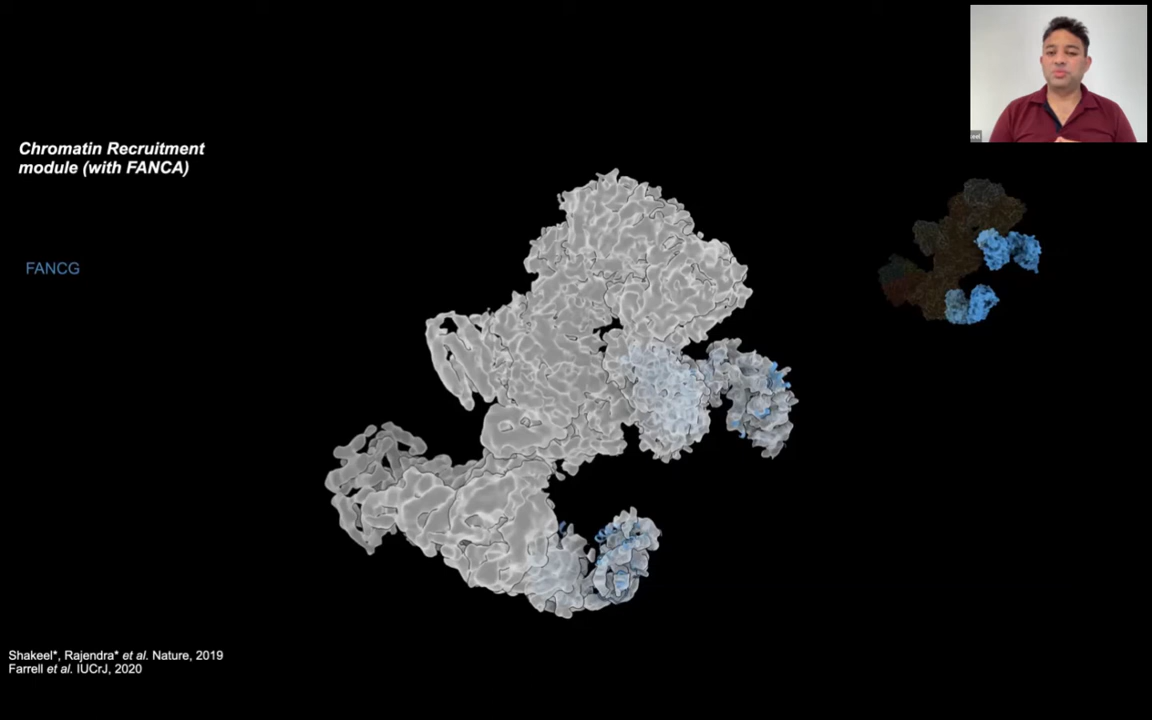 Chromatin Recruitment
module (with FANCA)
FANCG
Shakeel*, Rajendra* et al. Nature, 2019
Farrell et al. IUCrJ, 2020